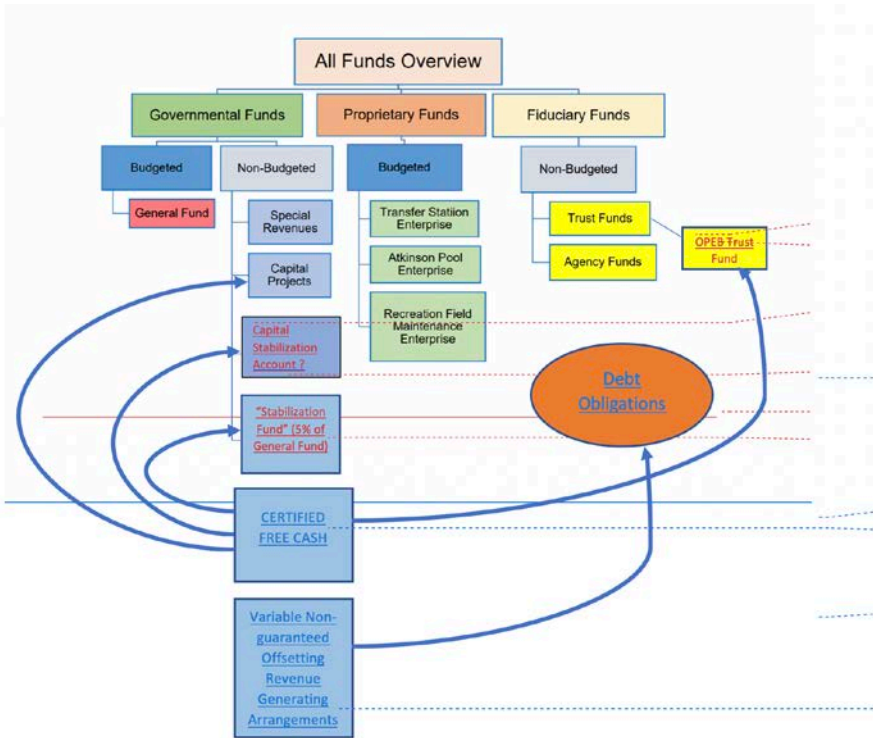 All Funds Overview
Governmental Funds
Proprietary Funds
Fiduciary Funds
Budgeted
Non-Budgeted
Budgeted
Non-Budgeted
General Fund
Special
Revenues
Transfer Statiion
Enterprise
Trust Funds
OPEB Trust
Fund
Capital
Projects
Atkinson Pool
Enterprise
Agency Funds
Capital
Stabilization
Account ?
Recreation Field
Maintenance
Enterprise
Debt
Obligations
"Stabilization
Fund" (5% of
General Fund)
CERTIFIED
FREE CASH
Variable Non-
guaranteed
Offsetting
Revenue
Generating
Arrangements